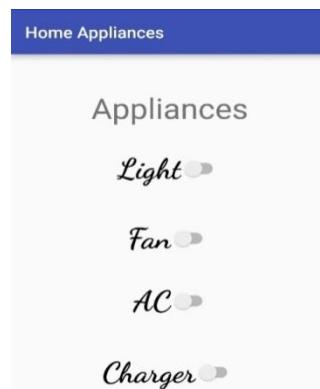 Home Appliances
Appliances
Light
Fan
AC
Charger